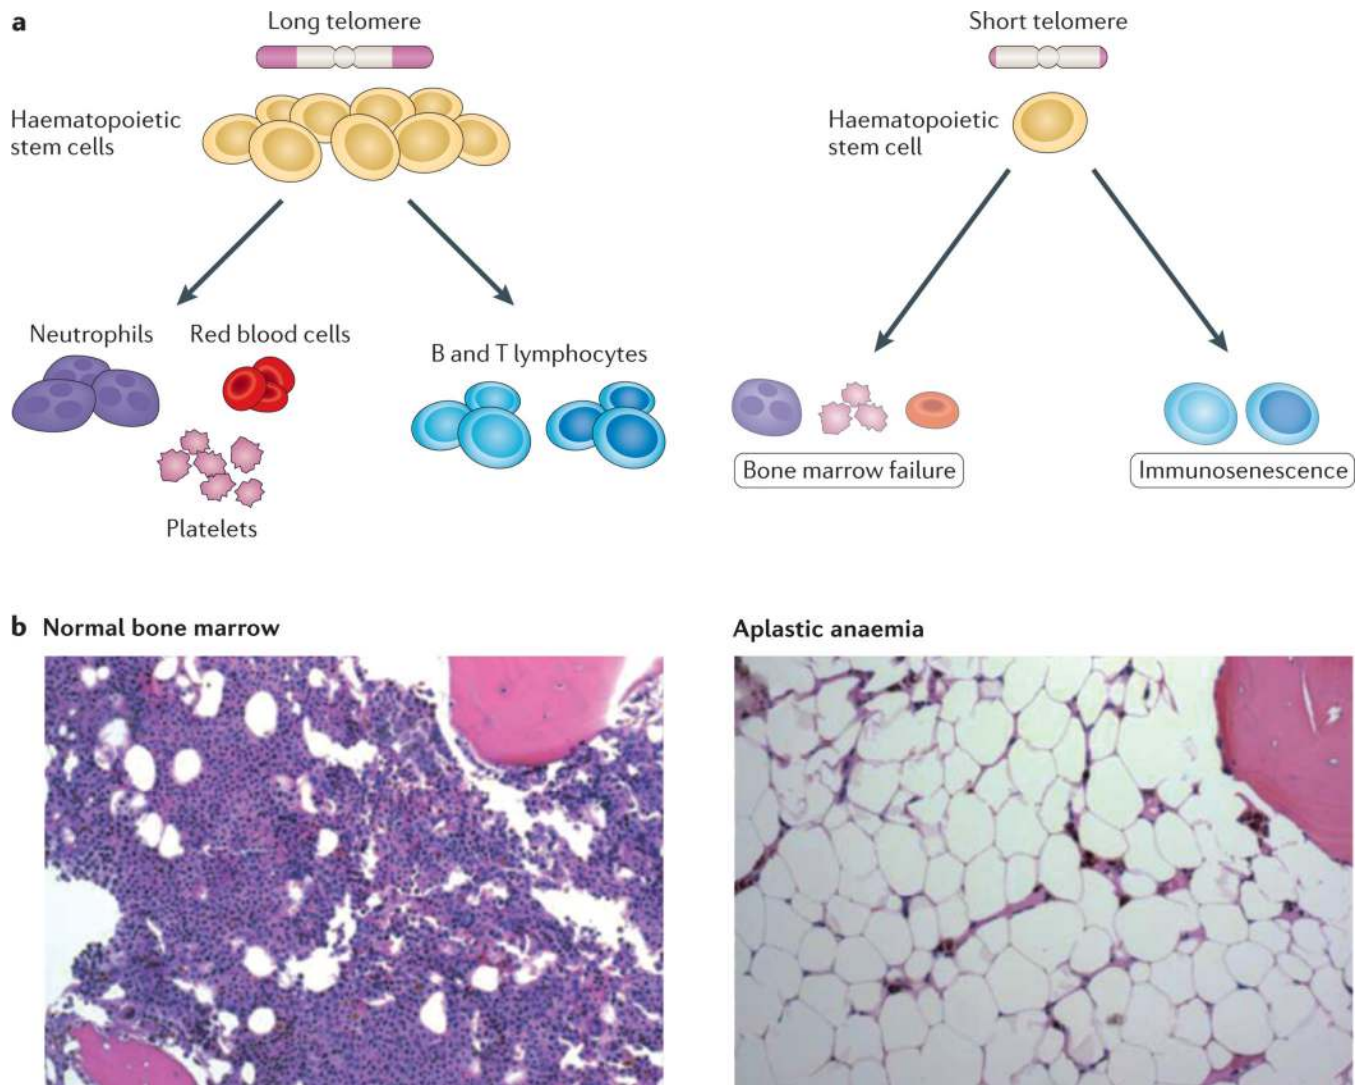 a
Long telomere
Short telomere
Haematopoietic
stem cells
Haematopoietic
stem cell
Neutrophils
Red blood cells
B and T lymphocytes
Platelets
Bone marrow failure
Immunosenescence
b Normal bone marrow
Aplastic anaemia